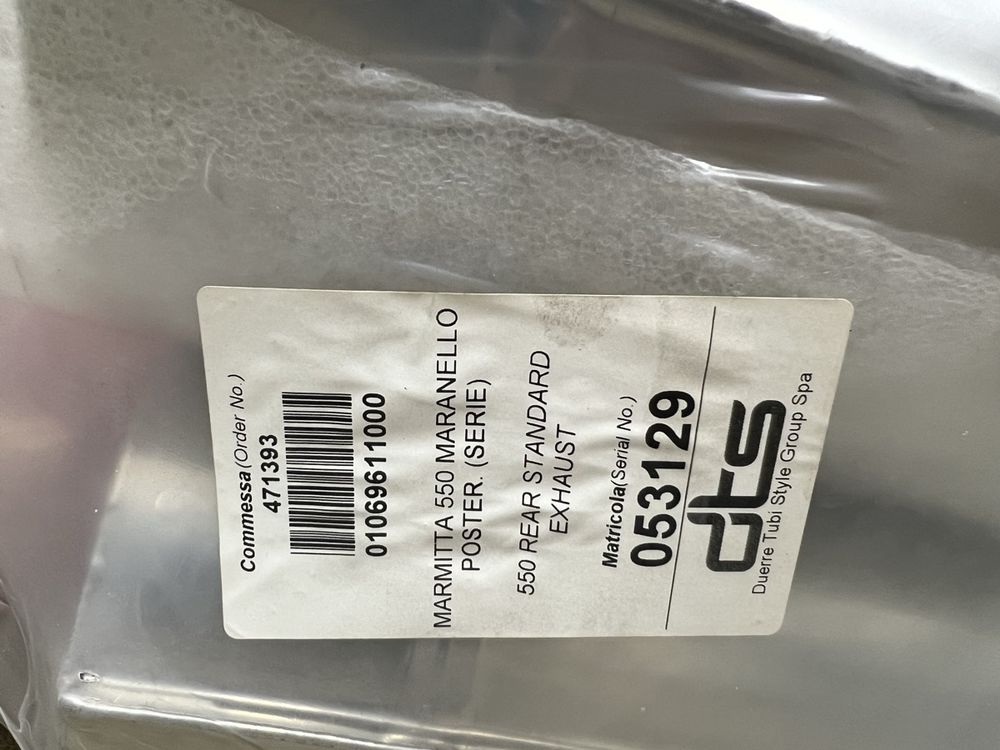 Commessa (Order No.)
471393
01069611000
MARMITTA 550 MARANELLO
POSTER. (SERIE)
550 REAR STANDARD
EXHAUST
Matricola(Serial No.)
053129
dts
Duerre Tubi Style Group Spa